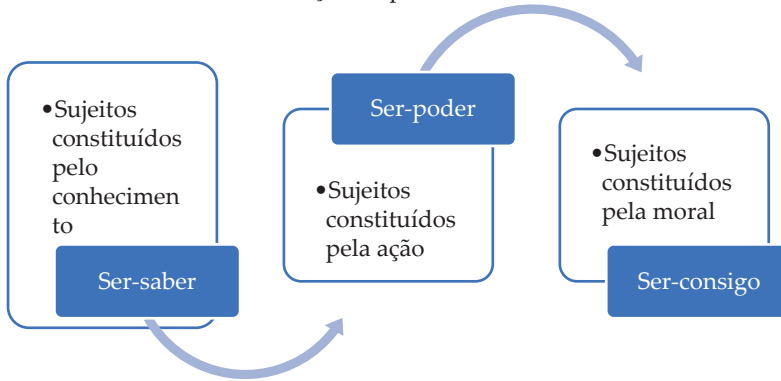 •Sujeitos
constituídos
pelo
conhecimen
to
Ser-saber
Ser-poder
•Sujeitos
constituídos
pela ação
•Sujeitos
constituídos
pela moral
Ser-consigo